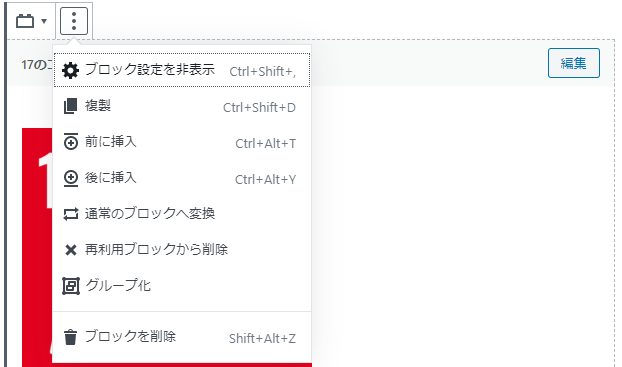 17の
編集
ブロック設定を非表示 Ctrl+Shift+,
複製 Ctrl+Shift+D
前に挿入 Ctrl+Alt+T
後に挿入 Ctrl+Alt+Y
通常のブロックへ変換
再利用ブロックから削除
グループ化
ブロックを削除 Shift+Alt+Z